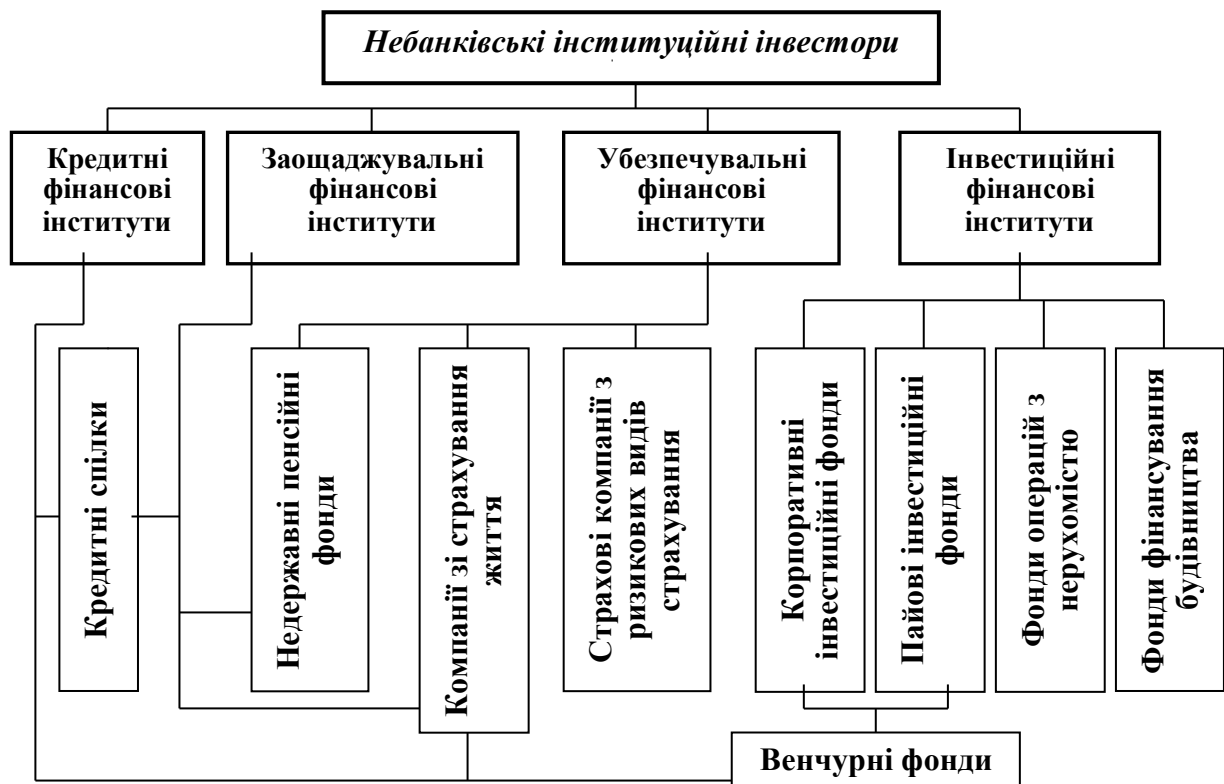 Небанківські інституційні інвестори
Кредитні
фінансові
інститути
Заощаджувальні
фінансові
інститути
Убезпечувальні
фінансові
інститути
Інвестиційні
фінансові
інститути
Кредитні спілки
Недержавні пенсійні
фонди
Компанії зі страхування
життя
Страхові компанії з
ризикових видів
страхування
Корпоративні
інвестиційні фонди
Пайові інвестиційні
фонди
Фонди операцій з
нерухомістю
Фонди фінансування
будівництва
Венчурні фонди